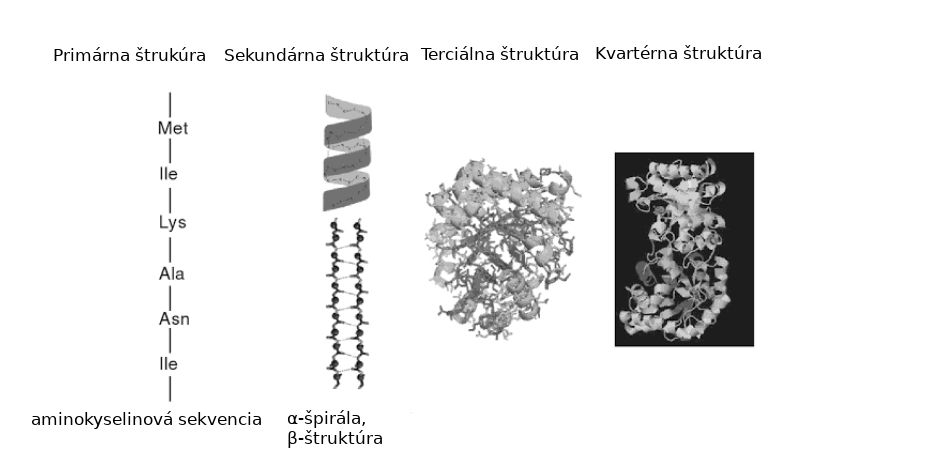 Primárna štrukúra
Sekundárna štruktúra
Terciálna štruktúra
Kvartérna štruktúra
Met
Ile
Lys
Ala
Asn
Ile
aminokyselinová sekvencia
α-špirála,
β-štruktúra